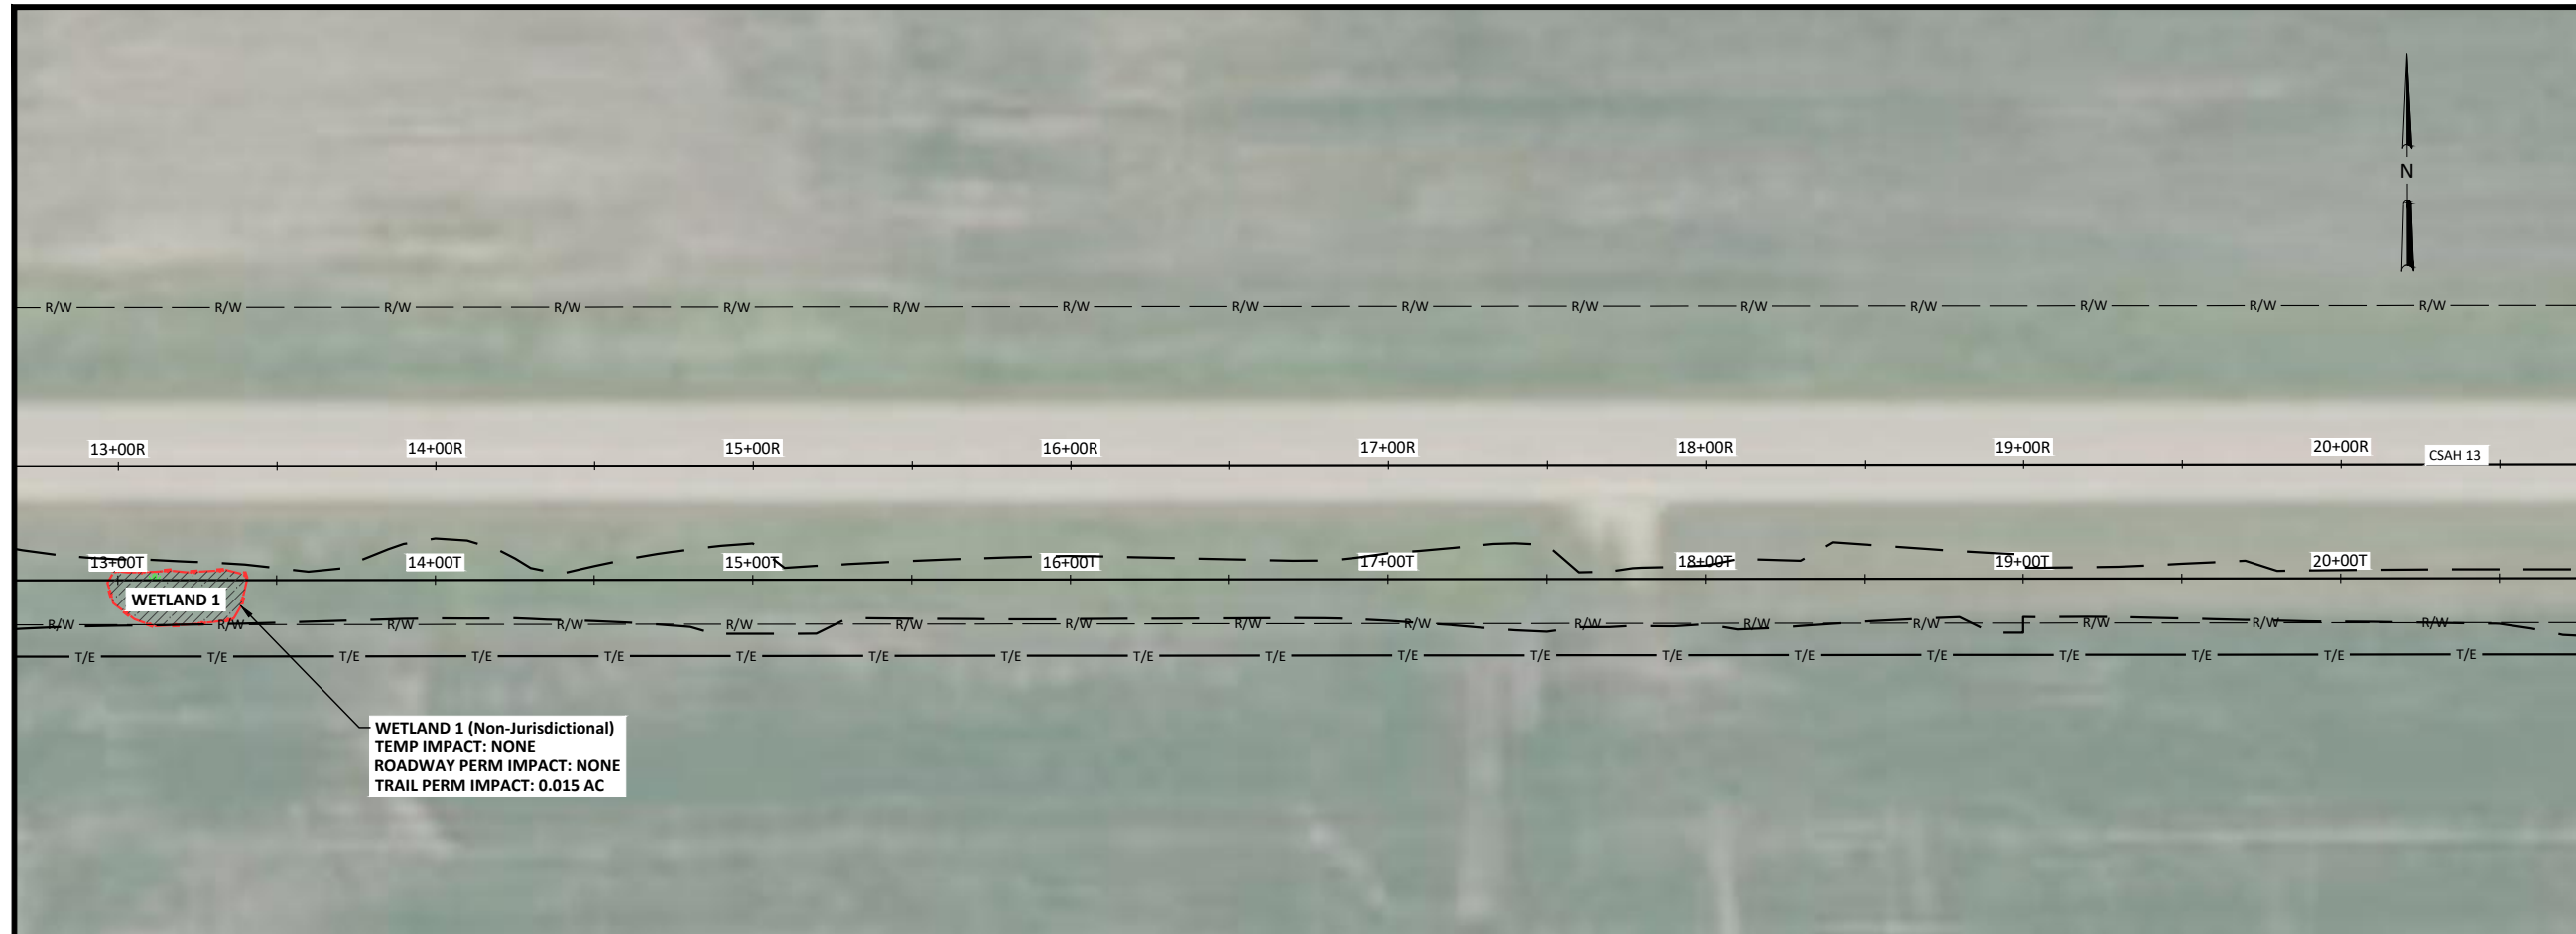 N
R/W R/W R/W R/W R/W R/W R/W R/W R/W R/W R/W R/W R/W R/W R/W
13+00R 14+00R 15+00R 16+00R 17+00R 18+00R 19+00R 20+00R CSAH 13
13+00T 14+00T 15+00T 16+00T 17+00T 18+00T 19+00T 20+00T
WETLAND 1
R/W R/W R/W R/W R/W R/W R/W R/W R/W R/W R/W R/W R/W R/W R/W
T/E T/E T/E T/E T/E T/E T/E T/E T/E T/E T/E T/E T/E T/E T/E T/E T/E T/E T/E
WETLAND 1 (Non-Jurisdictional)
TEMP IMPACT: NONE
ROADWAY PERM IMPACT: NONE
TRAIL PERM IMPACT: 0.015 AC